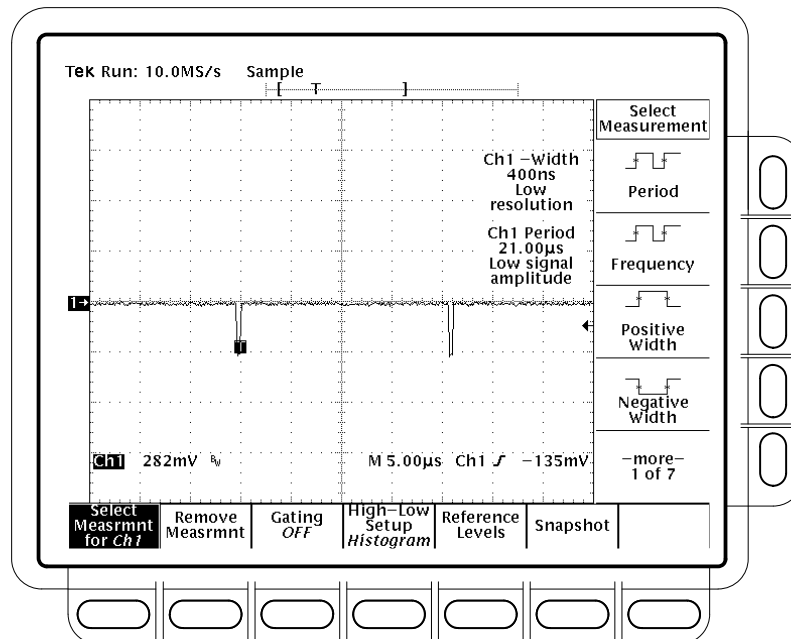 Tek Run: 10.0MS/s Sample
T
Ch1 −Width
400ns
Low
resolution
Ch1 Period
21.00µs
Low signal
amplitude
1→
T
Ch1 282mV BW M 5.00µs Ch1 −135mV
Select
Measurement
Period
Frequency
Positive
Width
Negative
Width
−more−
1 of 7
Select
Measrmnt
for Ch1
Remove
Measrmnt
Gating
OFF
High−Low
Setup
Histogram
Reference
Levels
Snapshot